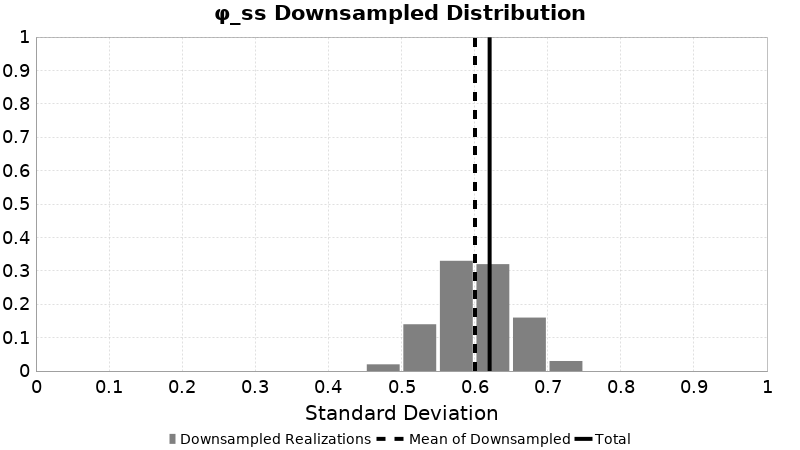 φ_ss Downsampled Distribution
1
0.9
0.8
0.7
0.6
0.5
0.4
0.3
0.2
0.1
0
0 0.1 0.2 0.3 0.4 0.5 0.6 0.7 0.8 0.9 1
Standard Deviation
Downsampled Realizations Mean of Downsampled Total